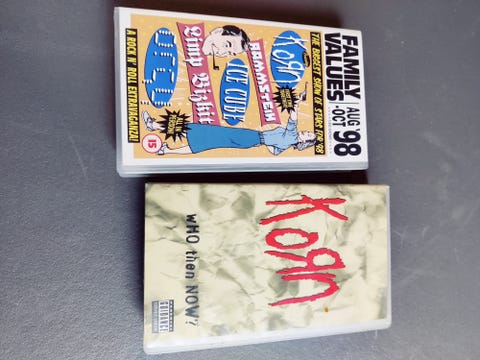 FAMILY
VALUES
AUG '98
-OCT
THE BIGGEST SHOW OF STARS FOR '98
KoЯn
RAMMSTEIN
ICE CUBE
Limp Bizkit
orgy
A ROCK N' ROLL EXTRAVAGANZA!
15
KoЯn
wHO then NOW?
PARENTAL
GUIDANCE